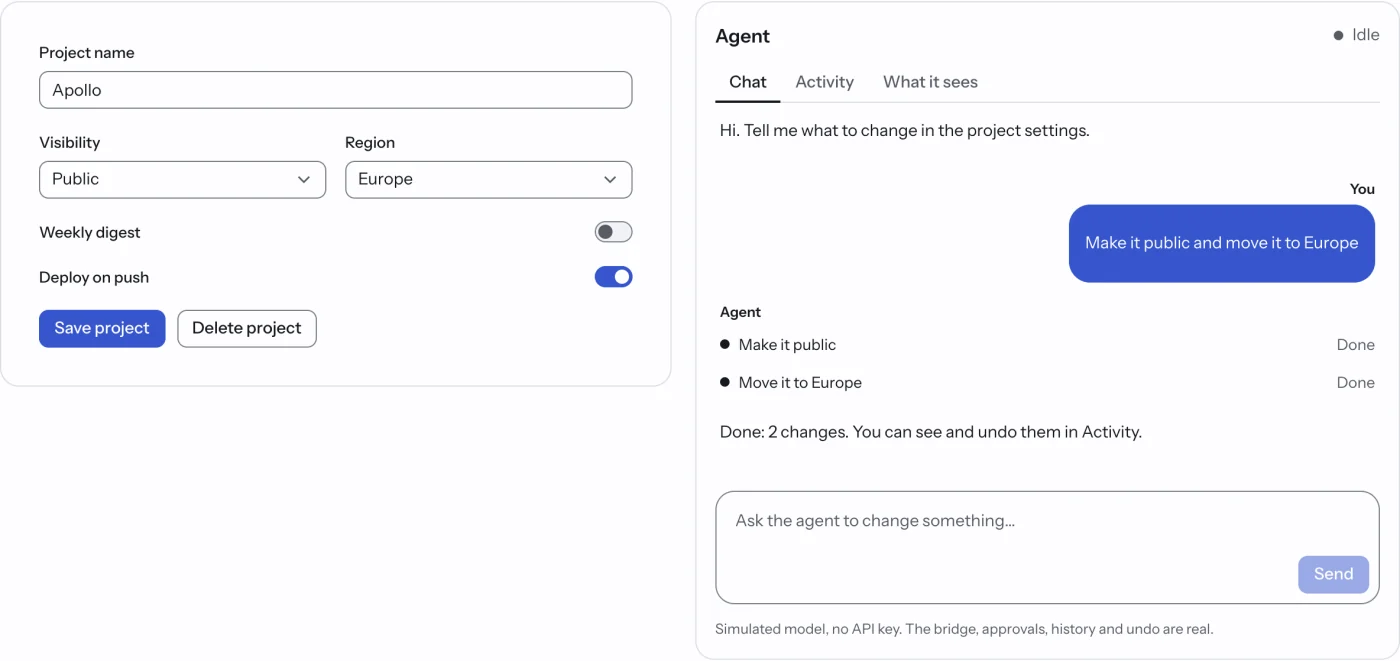 Project name
Apollo
Visibility
Region
Public
Europe
Weekly digest
Deploy on push
Save project
Delete project
Agent
Idle
Chat
Activity
What it sees
Hi. Tell me what to change in the project settings.
You
Make it public and move it to Europe
Agent
Make it public
Done
Move it to Europe
Done
Done: 2 changes. You can see and undo them in Activity.
Ask the agent to change something…
Send
Simulated model, no API key. The bridge, approvals, history and undo are real.